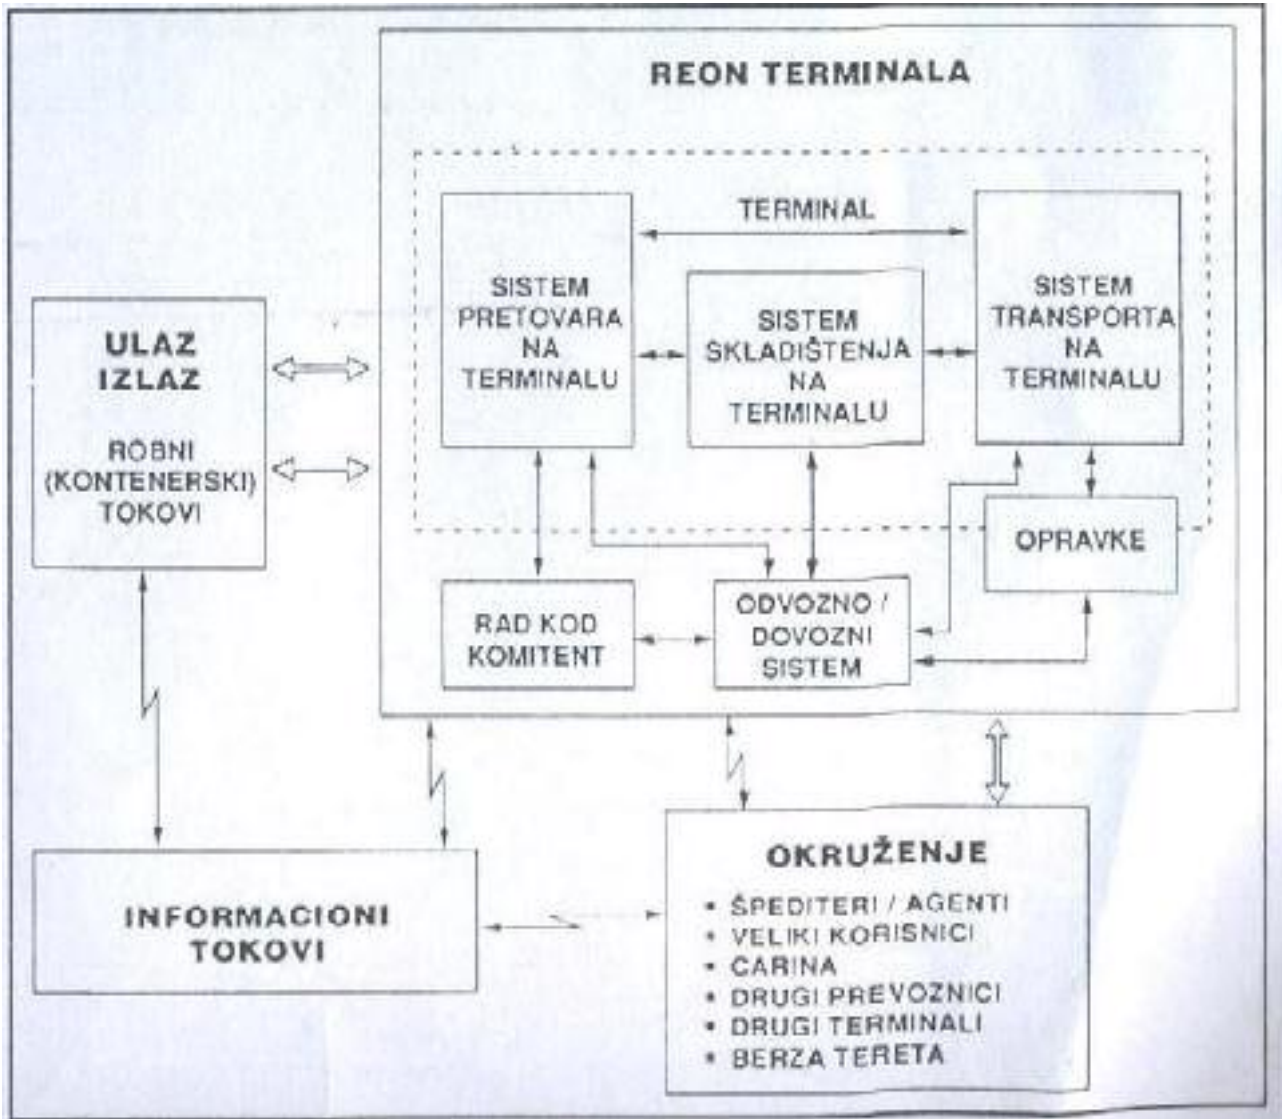 REON TERMINALA
TERMINAL
SISTEM
PRETOVARA
NA
TERMINALU
SISTEM
SKLADIŠTENJA
NA
TERMINALU
SISTEM
TRANSPORTA
NA
TERMINALU
ULAZ
IZLAZ
ROBNI
(KONTENERSKI)
TOKOVI
OPRAVKE
RAD KOD
KOMITENT
ODVOZNO /
DOVOZNI
SISTEM
INFORMACIONI
TOKOVI
OKRUŽENJE
• ŠPEDITERI / AGENTI
• VELIKI KORISNICI
• CARINA
• DRUGI PREVOZNICI
• DRUGI TERMINALI
• BERZA TERETA